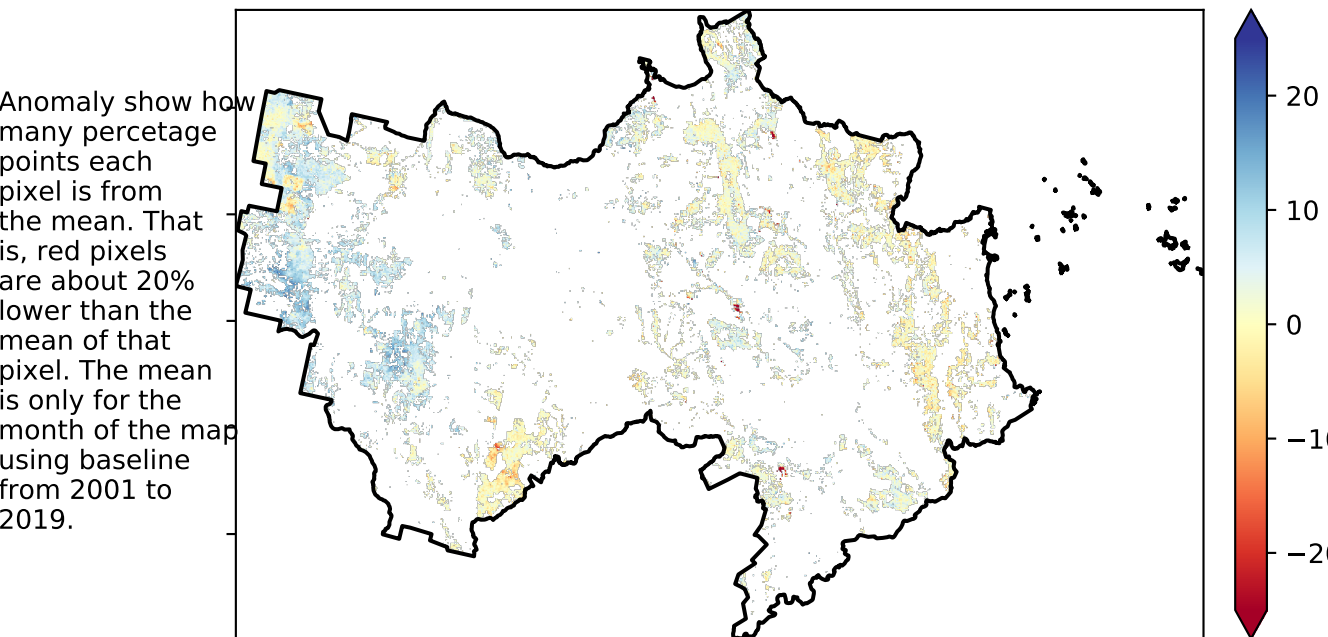 Anomaly show how
many percetage
points each
pixel is from
the mean. That
is, red pixels
are about 20%
lower than the
mean of that
pixel. The mean
is only for the
month of the map
using baseline
from 2001 to
2019.
20
10
0
−10
−20